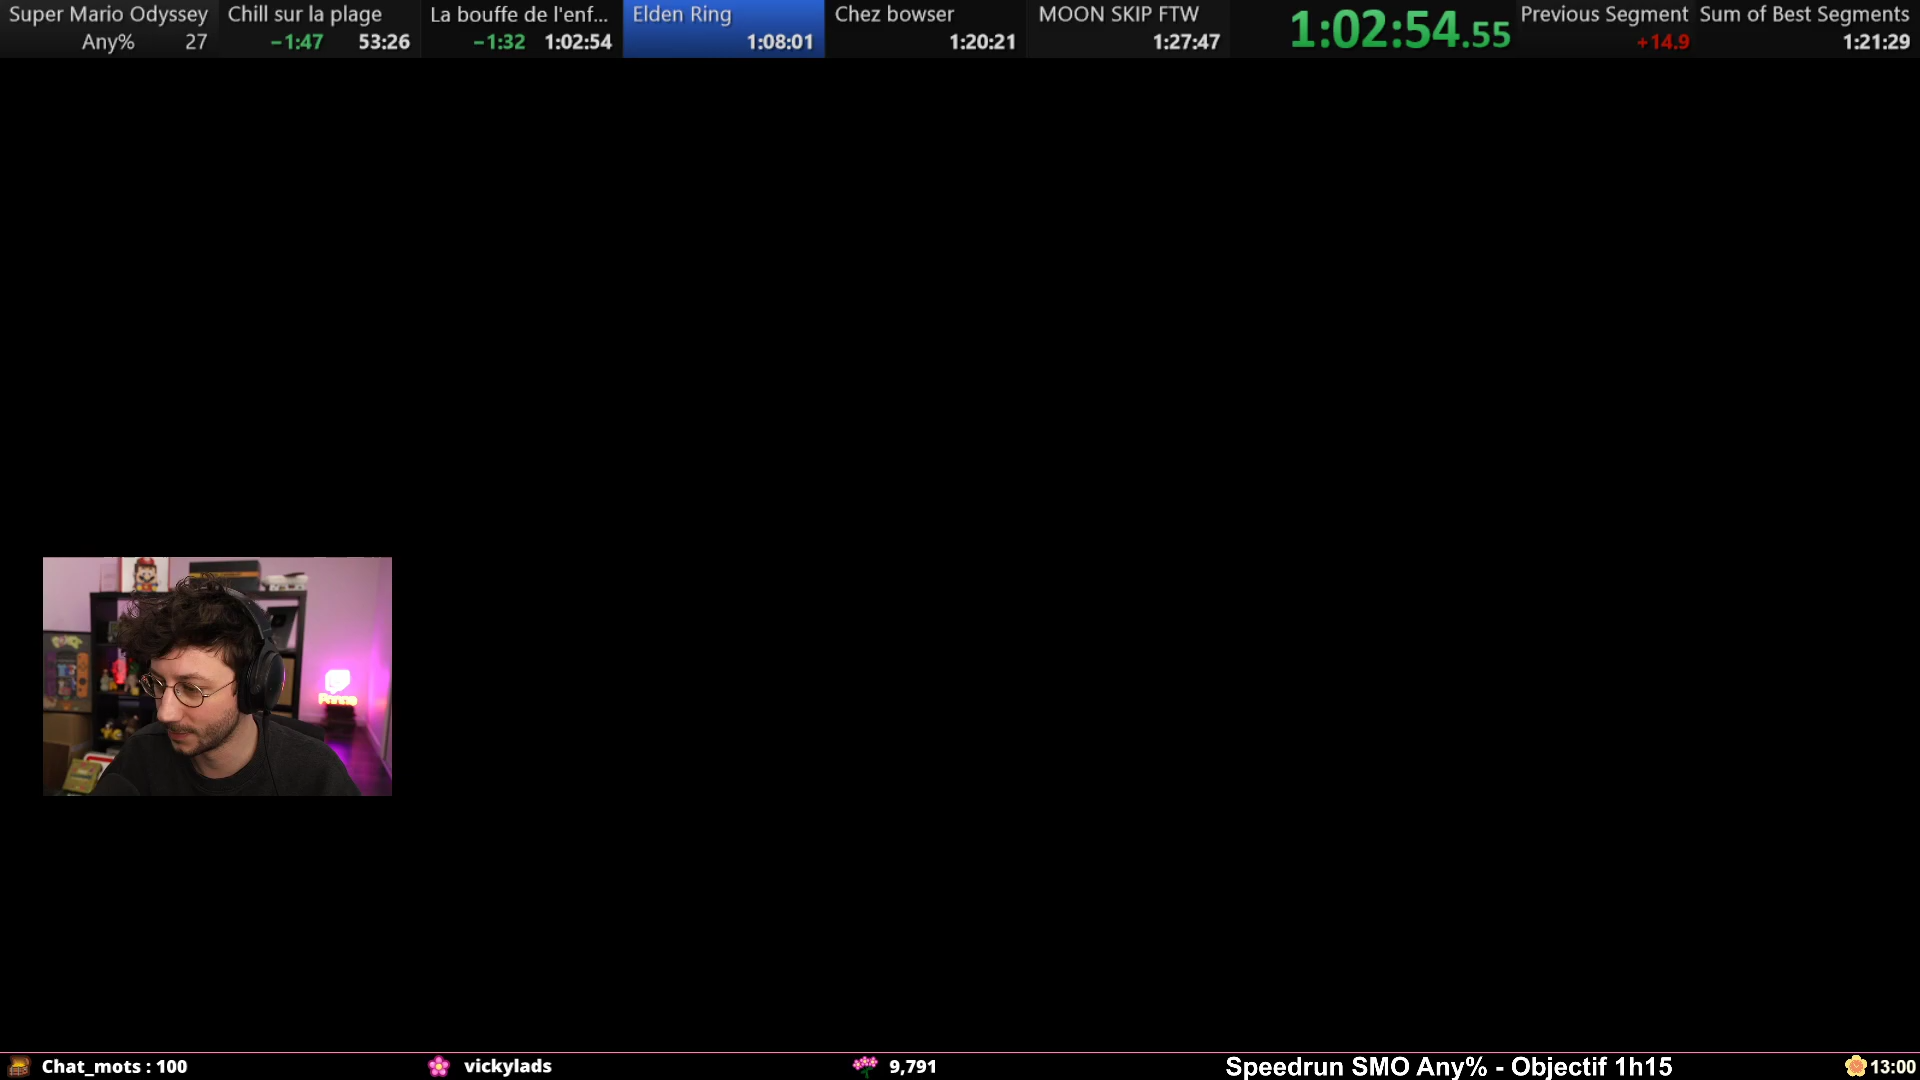 Super Mario Odyssey
Any% 27
Chill sur la plage
−1:47 53:26
La bouffe de l'enf...
−1:32 1:02:54
Elden Ring
1:08:01
Chez bowser
1:20:21
MOON SKIP FTW
1:27:47
1:02:54.55
Previous Segment
+14.9
Sum of Best Segments
1:21:29
Chat_mots : 100
vickylads
9,791
Speedrun SMO Any% - Objectif 1h15
13:00